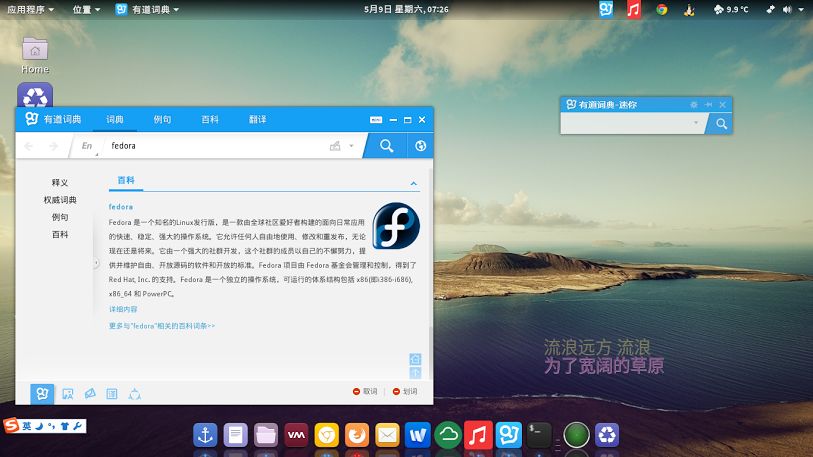 应用程序 位置 有道词典 5月9日 星期六, 07:26 9.9 ℃
Home
有道词典 词典 例句 百科 翻译
En fedora
释义
权威词典
例句
百科
百科
fedora
Fedora 是一个知名的Linux发行版，是一款由全球社区爱好者构建的面向日常应用
的快速、稳定、强大的操作系统。它允许任何人自由地使用、修改和重发布，无论
现在还是将来。它由一个强大的社群开发，这个社群的成员以自己的不懈努力，提
供并维护自由、开放源码的软件和开放的标准。Fedora 项目由 Fedora 基金会管理和控制，得到了
Red Hat, Inc. 的支持。Fedora 是一个独立的操作系统，可运行的体系结构包括 x86(即i386-i686),
x86_64 和 PowerPC。
详细内容
更多与"fedora"相关的百科词条>>
取词 划词
有道词典-迷你
流浪远方 流浪
为了宽阔的草原
英